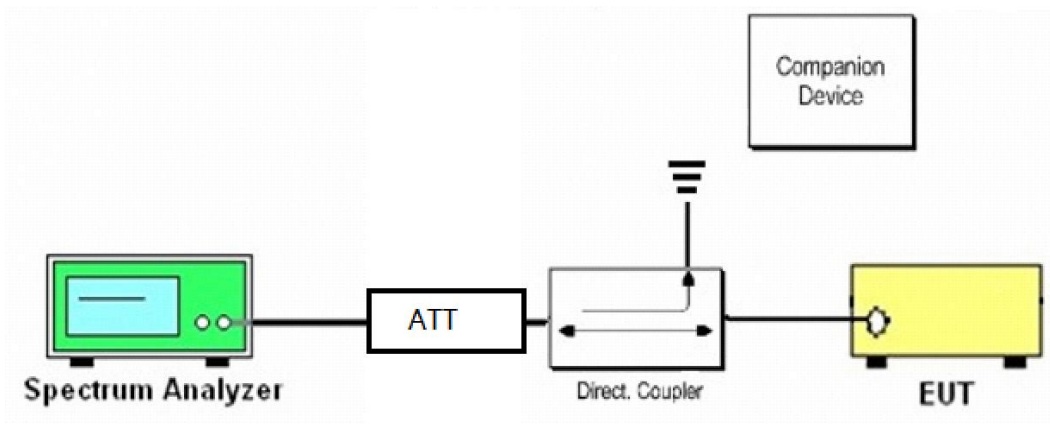 Companion
Device
ATT
Spectrum Analyzer
Direct. Coupler
EUT